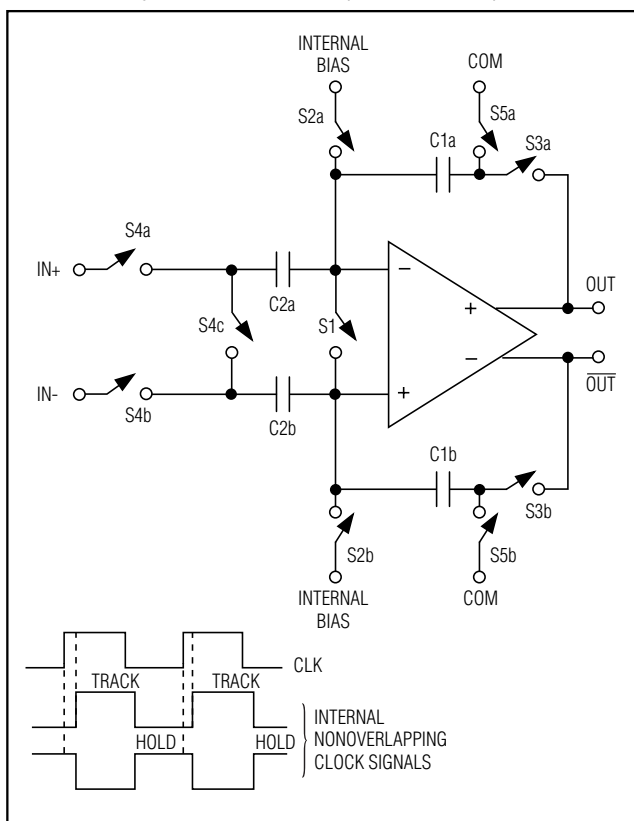 INTERNAL
BIAS
COM
S2a
S5a
C1a
S3a
S4a
IN+
C2a
S4c
S1
OUT
IN-
S4b
C2b
OUT
C1b
S3b
S2b
S5b
INTERNAL
BIAS
COM
CLK
TRACK
TRACK
HOLD
HOLD
INTERNAL
NONOVERLAPPING
CLOCK SIGNALS
−
+
+
−